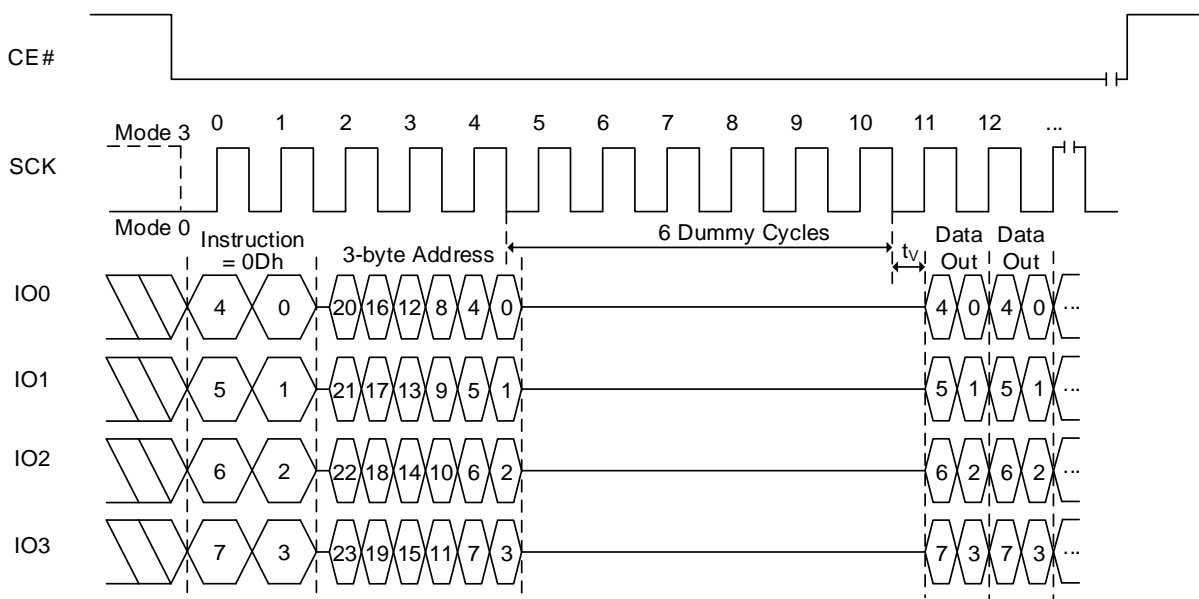 CE#
Mode 3 0 1 2 3 4 5 6 7 8 9 10 11 12 ...
SCK
Mode 0
Instruction = 0Dh
3-byte Address
6 Dummy Cycles
tV
Data Out
Data Out
IO0 4 0 20 16 12 8 4 0 4 0 4 0 ...
IO1 5 1 21 17 13 9 5 1 5 1 5 1 ...
IO2 6 2 22 18 14 10 6 2 6 2 6 2 ...
IO3 7 3 23 19 15 11 7 3 7 3 7 3 ...